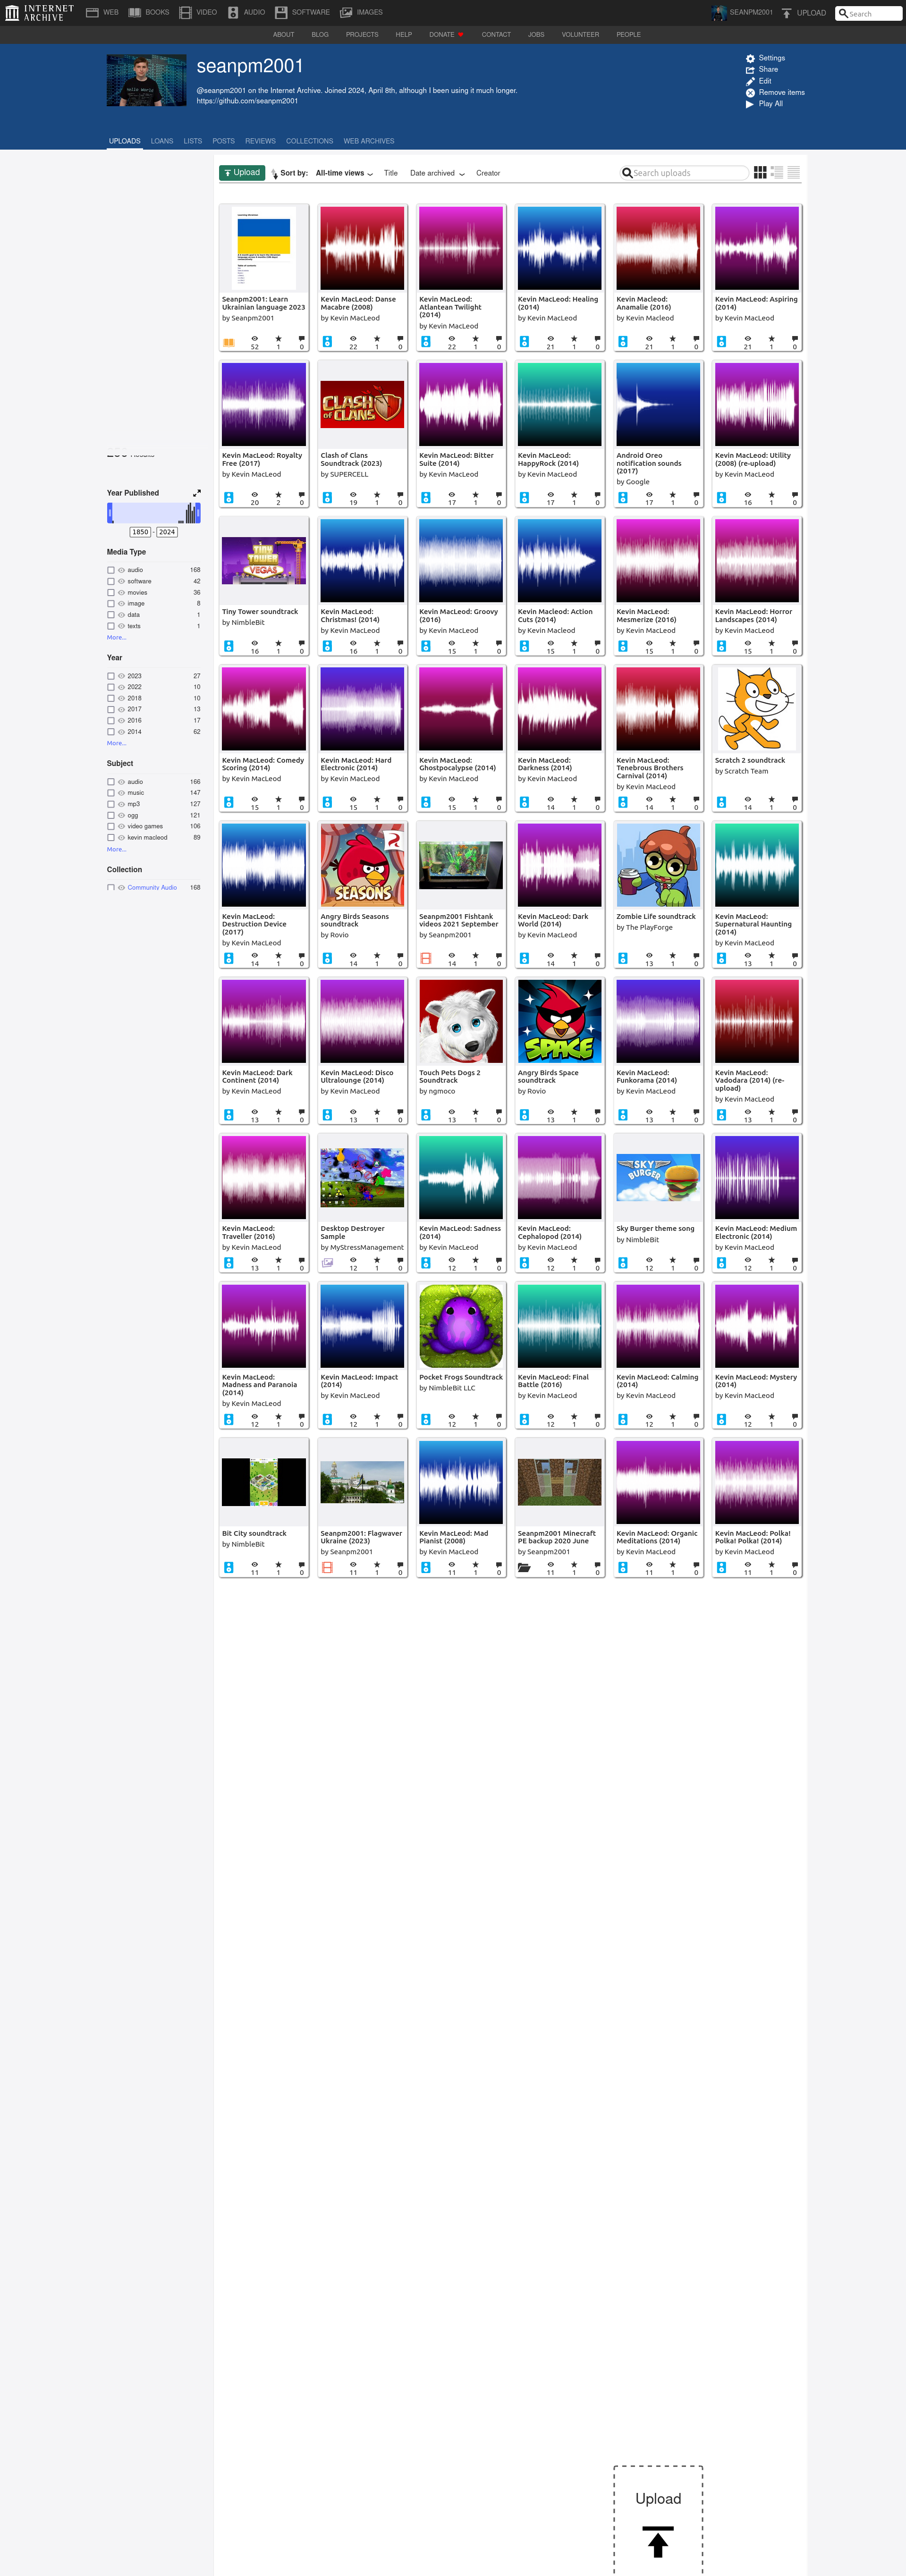 INTERNET ARCHIVE
WEB BOOKS VIDEO AUDIO SOFTWARE IMAGES SEANPM2001 UPLOAD Search
ABOUT BLOG PROJECTS HELP DONATE CONTACT JOBS VOLUNTEER PEOPLE
seanpm2001
@seanpm2001 on the Internet Archive. Joined 2024, April 8th, although I been using it much longer.
https://github.com/seanpm2001
Settings
Share
Edit
Remove items
Play All
UPLOADS LOANS LISTS POSTS REVIEWS COLLECTIONS WEB ARCHIVES
Upload Sort by: All-time views Title Date archived Creator Search uploads
Year Published
1850 - 2024
Media Type
audio 168
software 42
movies 36
image 8
data 1
texts 1
More...
Year
2023 27
2022 10
2018 10
2017 13
2016 17
2014 62
More...
Subject
audio 166
music 147
mp3 127
ogg 121
video games 106
kevin macleod 89
More...
Collection
Community Audio 168
Seanpm2001: Learn Ukrainian language 2023
by Seanpm2001
52 1 0
Kevin MacLeod: Danse Macabre (2008)
by Kevin MacLeod
22 1 0
Kevin MacLeod: Atlantean Twilight (2014)
by Kevin MacLeod
22 1 0
Kevin MacLeod: Healing (2014)
by Kevin MacLeod
21 1 0
Kevin Macleod: Anamalie (2016)
by Kevin Macleod
21 1 0
Kevin MacLeod: Aspiring (2014)
by Kevin MacLeod
21 1 0
Kevin MacLeod: Royalty Free (2017)
by Kevin MacLeod
20 2 0
CLASH OF CLANS
Clash of Clans Soundtrack (2023)
by SUPERCELL
19 1 0
Kevin MacLeod: Bitter Suite (2014)
by Kevin MacLeod
17 1 0
Kevin MacLeod: HappyRock (2014)
by Kevin MacLeod
17 1 0
Android Oreo notification sounds (2017)
by Google
17 1 0
Kevin MacLeod: Utility (2008) (re-upload)
by Kevin MacLeod
16 1 0
TINY TOWER VEGAS
Tiny Tower soundtrack
by NimbleBit
16 1 0
Kevin MacLeod: Christmas! (2014)
by Kevin MacLeod
16 1 0
Kevin MacLeod: Groovy (2016)
by Kevin MacLeod
15 1 0
Kevin Macleod: Action Cuts (2014)
by Kevin Macleod
15 1 0
Kevin MacLeod: Mesmerize (2016)
by Kevin MacLeod
15 1 0
Kevin MacLeod: Horror Landscapes (2014)
by Kevin MacLeod
15 1 0
Kevin MacLeod: Comedy Scoring (2014)
by Kevin MacLeod
15 1 0
Kevin MacLeod: Hard Electronic (2014)
by Kevin MacLeod
15 1 0
Kevin MacLeod: Ghostpocalypse (2014)
by Kevin MacLeod
15 1 0
Kevin MacLeod: Darkness (2014)
by Kevin MacLeod
14 1 0
Kevin MacLeod: Tenebrous Brothers Carnival (2014)
by Kevin MacLeod
14 1 0
Scratch 2 soundtrack
by Scratch Team
14 1 0
Kevin MacLeod: Destruction Device (2017)
by Kevin MacLeod
14 1 0
SEASONS
Angry Birds Seasons soundtrack
by Rovio
14 1 0
Seanpm2001 Fishtank videos 2021 September
by Seanpm2001
14 1 0
Kevin MacLeod: Dark World (2014)
by Kevin MacLeod
14 1 0
Zombie Life soundtrack
by The PlayForge
13 1 0
Kevin MacLeod: Supernatural Haunting (2014)
by Kevin MacLeod
13 1 0
Kevin MacLeod: Dark Continent (2014)
by Kevin MacLeod
13 1 0
Kevin MacLeod: Disco Ultralounge (2014)
by Kevin MacLeod
13 1 0
Touch Pets Dogs 2 Soundtrack
by ngmoco
13 1 0
SPACE
Angry Birds Space soundtrack
by Rovio
13 1 0
Kevin MacLeod: Funkorama (2014)
by Kevin MacLeod
13 1 0
Kevin MacLeod: Vadodara (2014) (re-upload)
by Kevin MacLeod
13 1 0
Kevin MacLeod: Traveller (2016)
by Kevin MacLeod
13 1 0
Desktop Destroyer Sample
by MyStressManagement
12 1 0
Kevin MacLeod: Sadness (2014)
by Kevin MacLeod
12 1 0
Kevin MacLeod: Cephalopod (2014)
by Kevin MacLeod
12 1 0
SKY BURGER
Sky Burger theme song
by NimbleBit
12 1 0
Kevin MacLeod: Medium Electronic (2014)
by Kevin MacLeod
12 1 0
Kevin MacLeod: Madness and Paranoia (2014)
by Kevin MacLeod
12 1 0
Kevin MacLeod: Impact (2014)
by Kevin MacLeod
12 1 0
Pocket Frogs Soundtrack
by NimbleBit LLC
12 1 0
Kevin MacLeod: Final Battle (2016)
by Kevin MacLeod
12 1 0
Kevin MacLeod: Calming (2014)
by Kevin MacLeod
12 1 0
Kevin MacLeod: Mystery (2014)
by Kevin MacLeod
12 1 0
Bit City soundtrack
by NimbleBit
11 1 0
Seanpm2001: Flagwaver Ukraine (2023)
by Seanpm2001
11 1 0
Kevin MacLeod: Mad Pianist (2008)
by Kevin MacLeod
11 1 0
Seanpm2001 Minecraft PE backup 2020 June
by Seanpm2001
11 1 0
Kevin MacLeod: Organic Meditations (2014)
by Kevin MacLeod
11 1 0
Kevin MacLeod: Polka! Polka! Polka! (2014)
by Kevin MacLeod
11 1 0
Upload